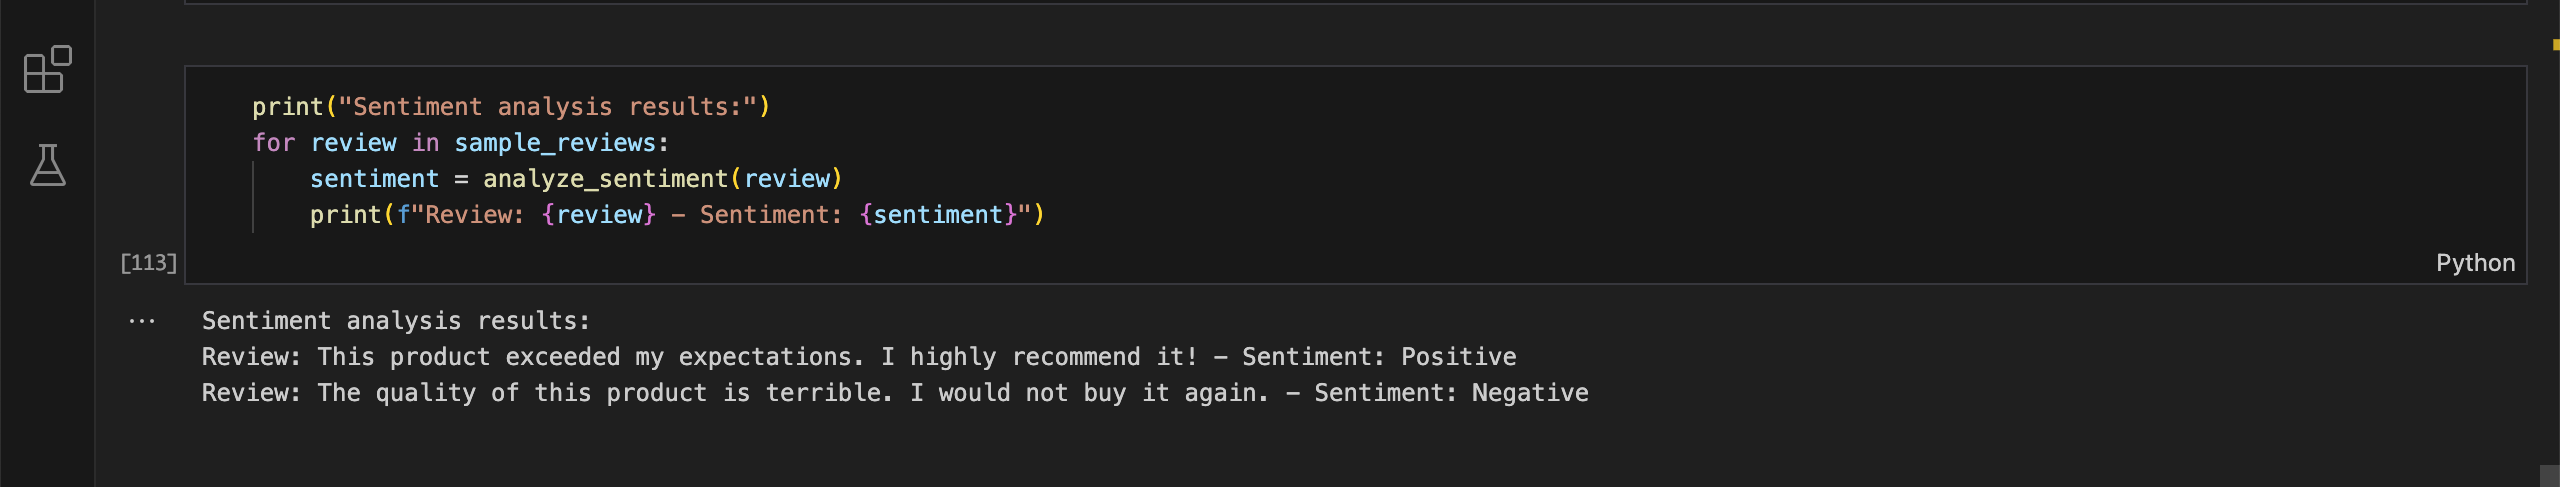 print("Sentiment analysis results:")
for review in sample_reviews:
    sentiment = analyze_sentiment(review)
    print(f"Review: {review} - Sentiment: {sentiment}")
[113]
Python
...
Sentiment analysis results:
Review: This product exceeded my expectations. I highly recommend it! - Sentiment: Positive
Review: The quality of this product is terrible. I would not buy it again. - Sentiment: Negative